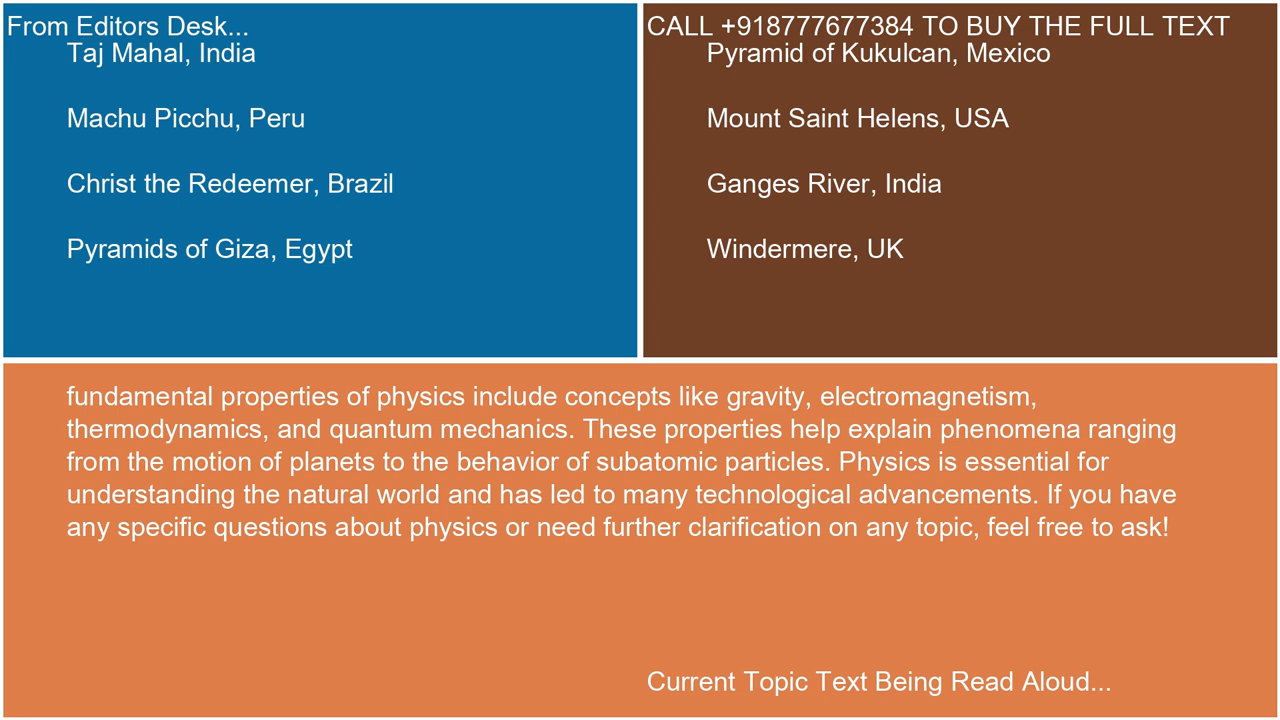 From Editors Desk...
Taj Mahal, India
Machu Picchu, Peru
Christ the Redeemer, Brazil
Pyramids of Giza, Egypt
CALL +918777677384 TO BUY THE FULL TEXT
Pyramid of Kukulcan, Mexico
Mount Saint Helens, USA
Ganges River, India
Windermere, UK
fundamental properties of physics include concepts like gravity, electromagnetism,
thermodynamics, and quantum mechanics. These properties help explain phenomena ranging
from the motion of planets to the behavior of subatomic particles. Physics is essential for
understanding the natural world and has led to many technological advancements. If you have
any specific questions about physics or need further clarification on any topic, feel free to ask!
Current Topic Text Being Read Aloud...